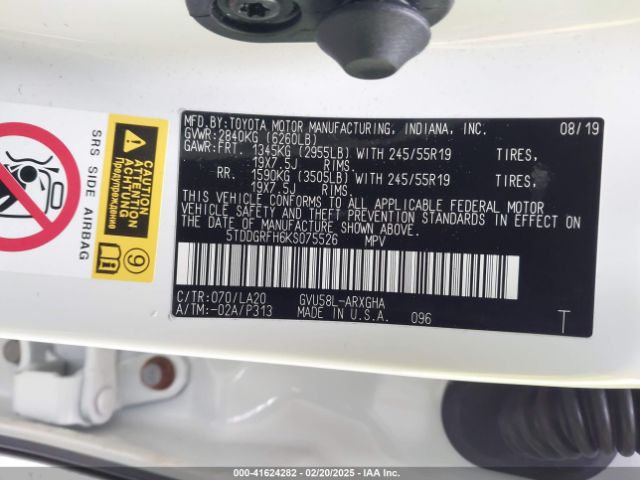 MFD.BY:TOYOTA MOTOR MANUFACTURING, INDIANA, INC. 08/19
GVWR:2840KG (6260LB)
GAWR:FRT. 1345KG (2955LB) WITH 245/55R19 TIRES,
19X7.5J RIMS
RR. 1590KG (3505LB) WITH 245/55R19 TIRES,
19X7.5J RIMS
THIS VEHICLE CONFORMS TO ALL APPLICABLE FEDERAL MOTOR
VEHICLE SAFETY AND THEFT PREVENTION STANDARDS IN EFFECT ON
THE DATE OF MANUFACTURE SHOWN ABOVE.
5TDDGRFH6KS075526 MPV
C/TR:070/LA20 GVU58L-ARXGHA
A/TM:-02A/P313 MADE IN U.S.A. 096 T
SRS SIDE AIRBAG
CAUTION
ATTENTION
Achtung
Предупреждение
9
000-41624282 - 02/20/2025 - IAA Inc.